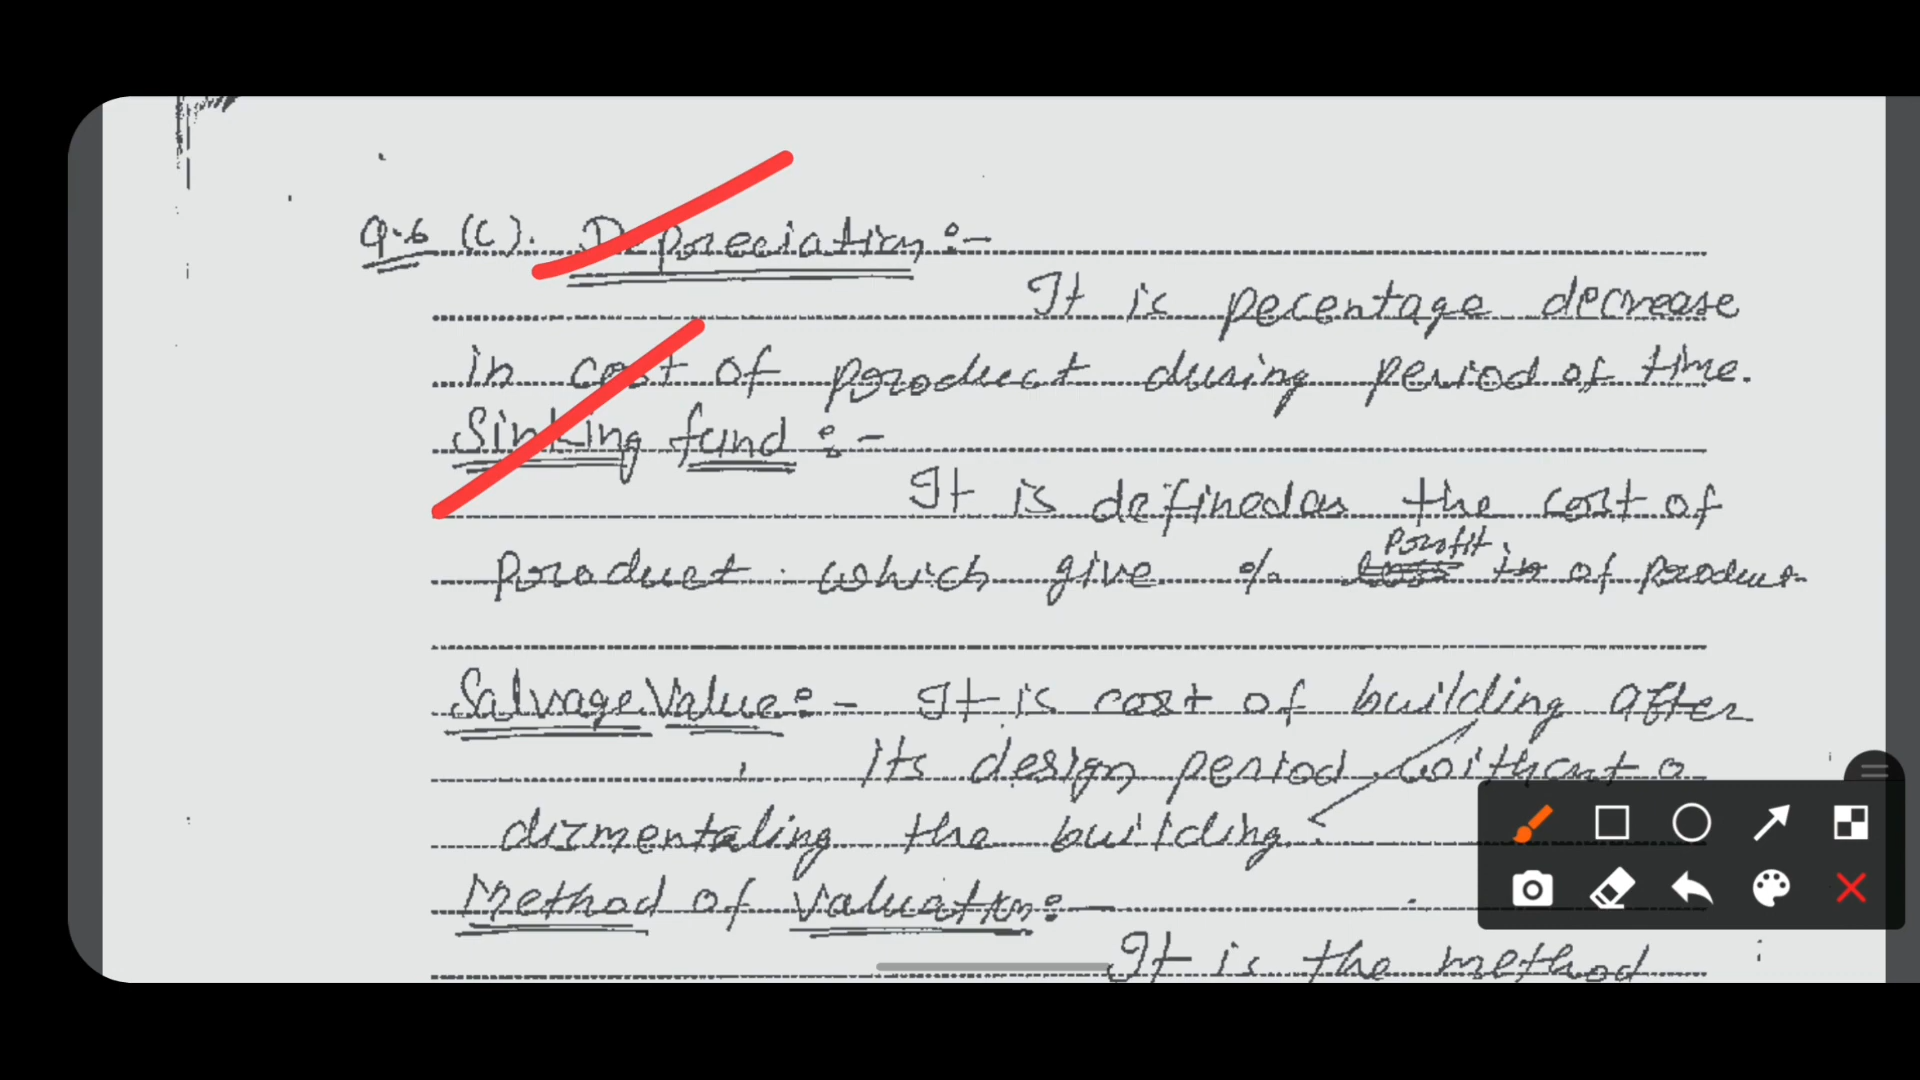 Q.6 (C). Depreciation :-
It is pecentage decrease
in cost of product during period of time.
Sinking fund :-
It is defined as the cost of
Profit
product which give % loss in of product
Salvage Value :- It is cost of building after
its design period without
dismentaling the building.
Method of Valuation :-
It is the method